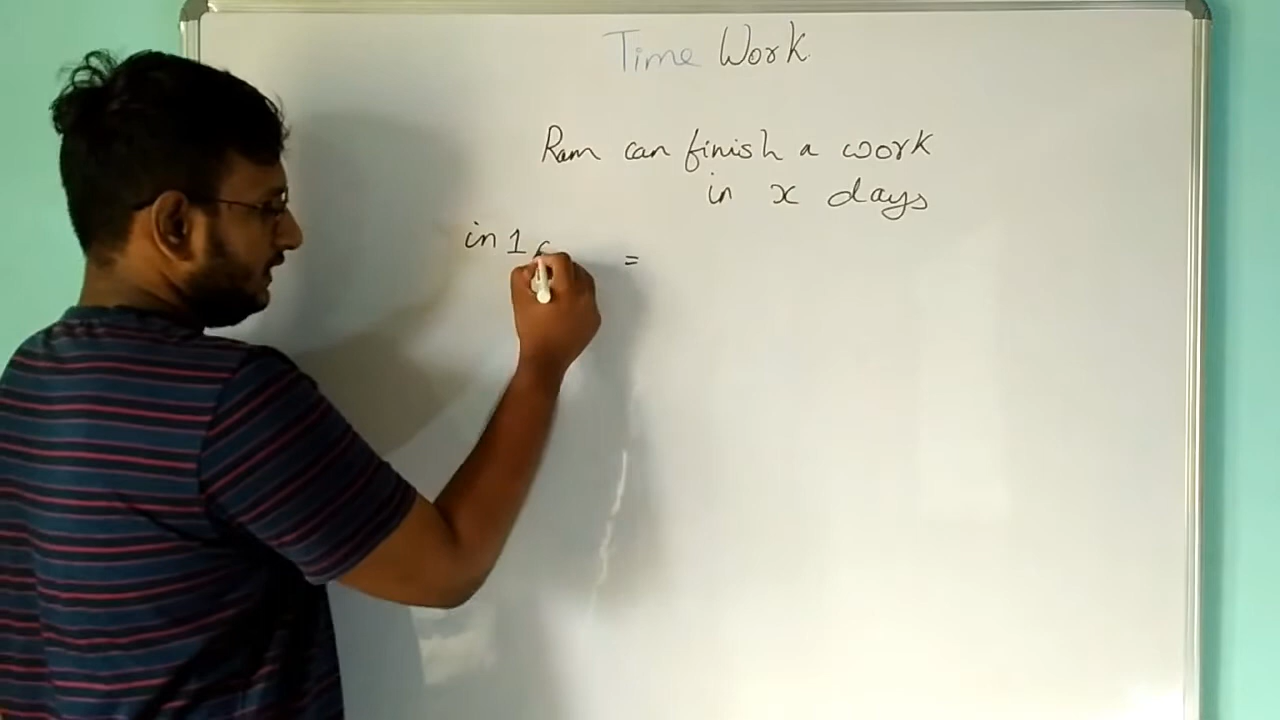 Time Work
Ram can finish a work
in x days
in 1 =